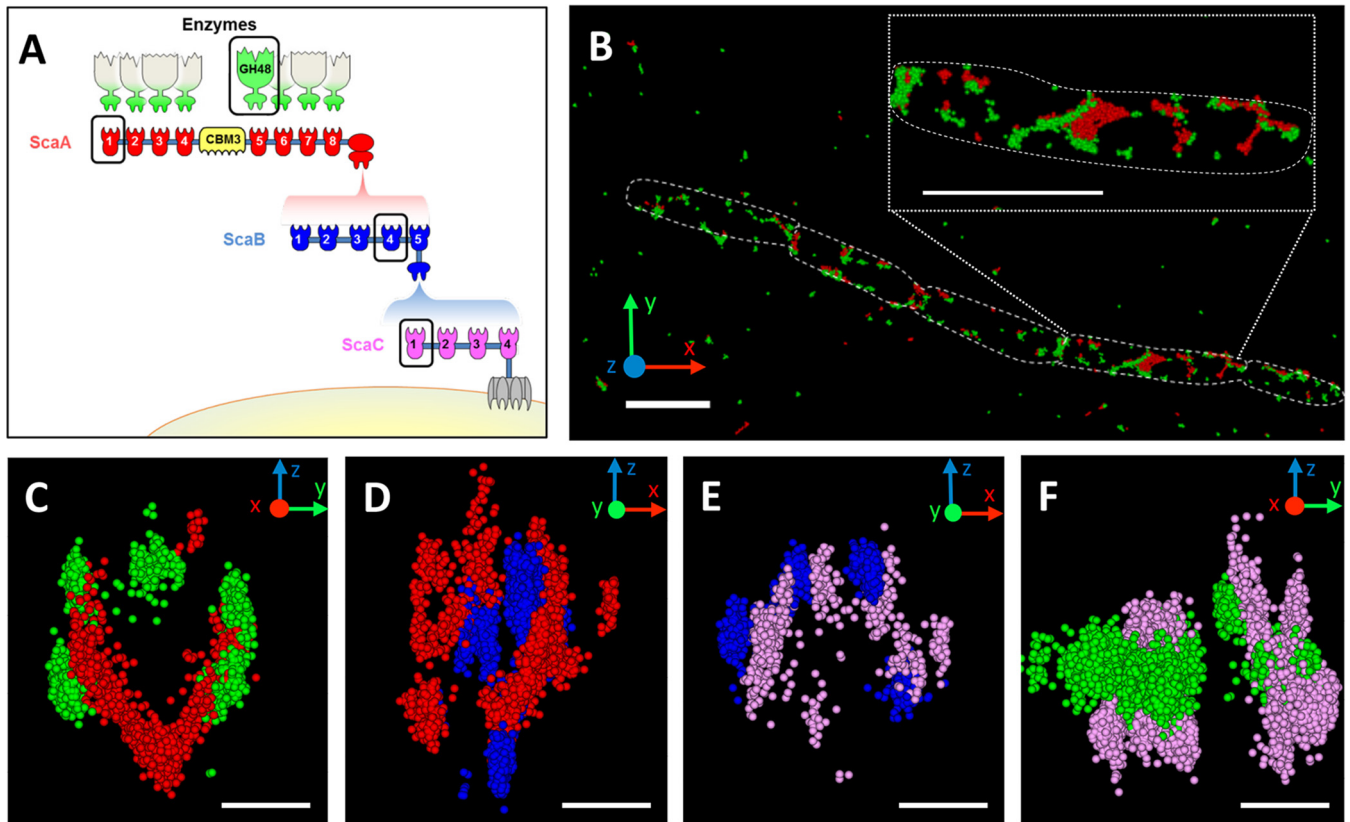 A
Enzymes
GH48
ScaA
1 2 3 4 CBM3 5 6 7 8
ScaB
1 2 3 4 5
ScaC
1 2 3 4
B
y
z x
C
z
x y
D
z
y x
E
z
y x
F
z
x y